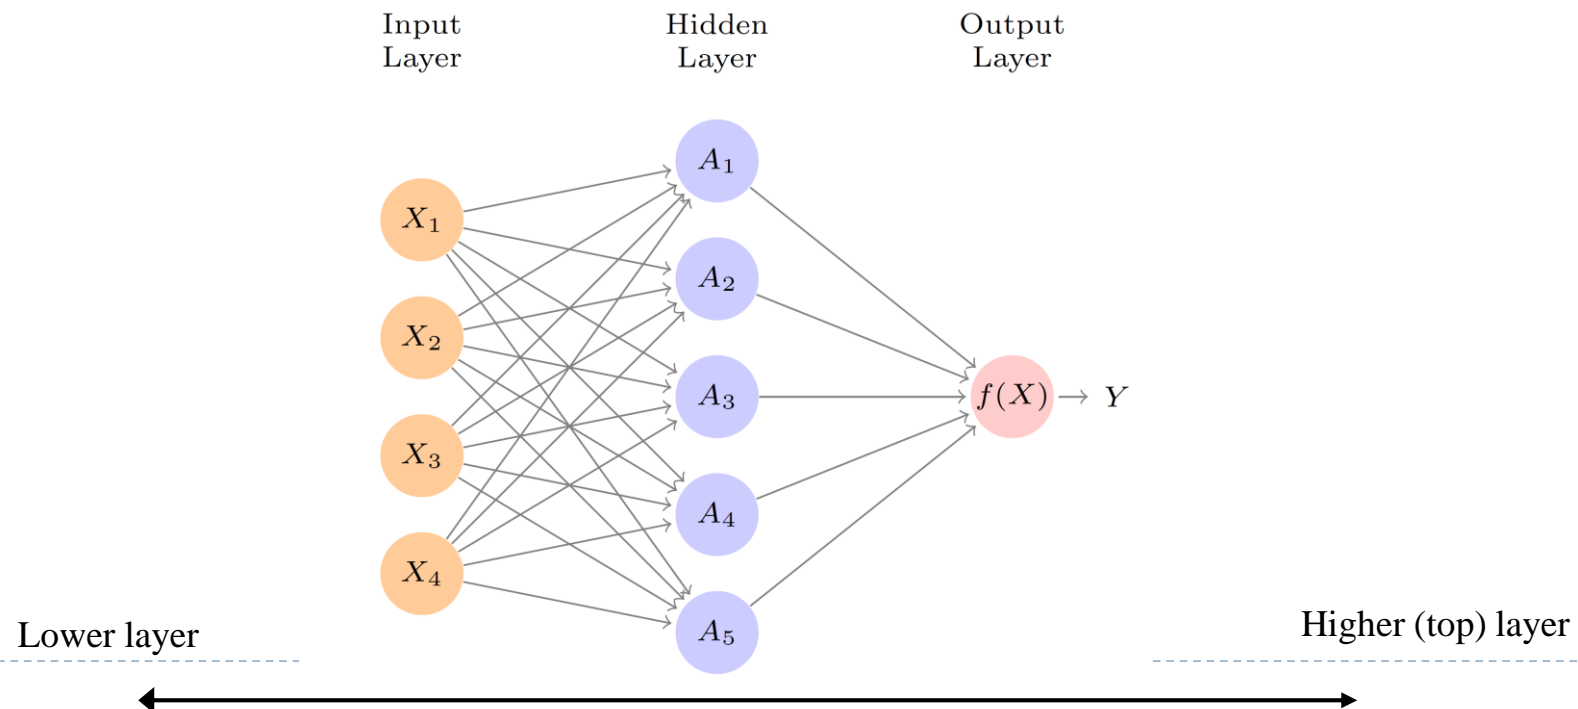 Input
Layer
Hidden
Layer
Output
Layer
X₁
X₂
X₃
X₄
A₁
A₂
A₃
A₄
A₅
f(X)
Y
Lower layer
Higher (top) layer